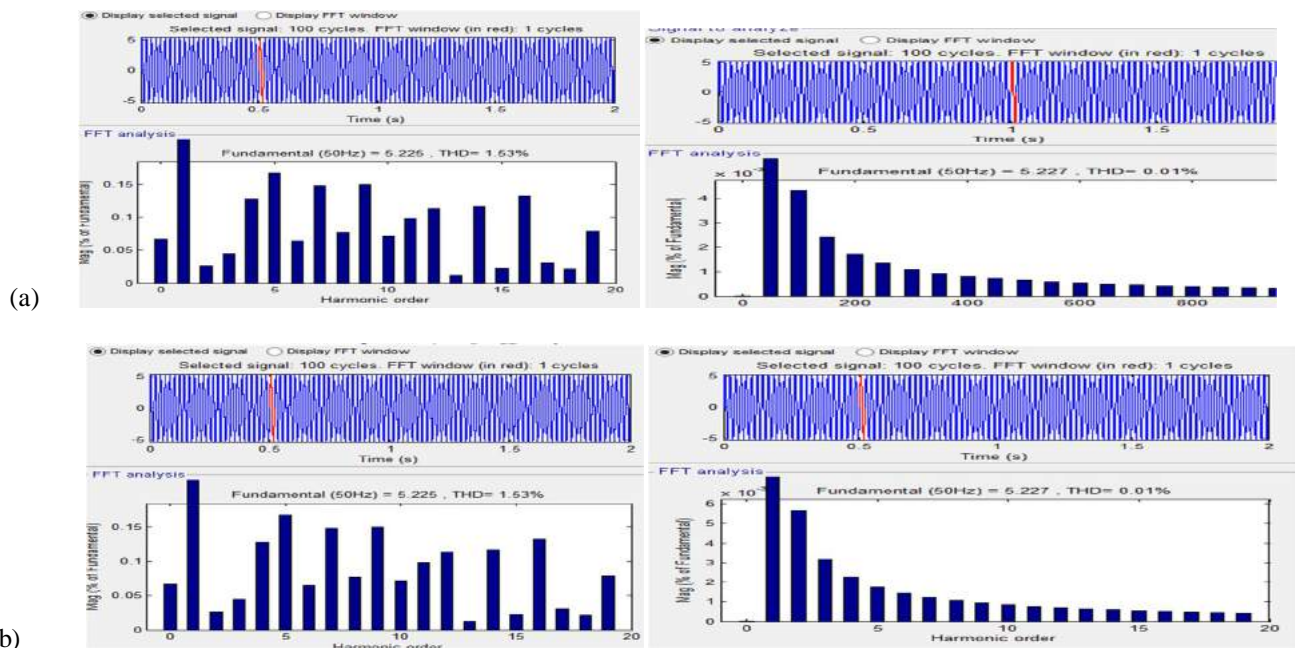 Display selected signal Display FFT window
Selected signal: 100 cycles. FFT window (in red): 1 cycles
5
0
-5
0 0.5 1 1.5 2
Time (s)
FFT analysis
Fundamental (50Hz) = 5.225 , THD= 1.53%
Mag (% of Fundamental)
0.15
0.1
0.05
0
0 5 10 15 20
Harmonic order
Signal to analyze
Display selected signal Display FFT window
Selected signal: 100 cycles. FFT window (in red): 1 cycles
5
0
-5
0 0.5 1 1.5
Time (s)
FFT analysis
× 10⁻³ Fundamental (50Hz) = 5.227 , THD= 0.01%
Mag (% of Fundamental)
4
3
2
1
0
0 200 400 600 800
(a)
Display selected signal Display FFT window
Selected signal: 100 cycles. FFT window (in red): 1 cycles
5
0
-5
0 0.5 1 1.5 2
Time (s)
FFT analysis
Fundamental (50Hz) = 5.225 , THD= 1.53%
Mag (% of Fundamental)
0.15
0.1
0.05
0
0 5 10 15 20
Harmonic order
Display selected signal Display FFT window
Selected signal: 100 cycles. FFT window (in red): 1 cycles
5
0
-5
0 0.5 1 1.5 2
Time (s)
FFT analysis
× 10⁻³ Fundamental (50Hz) = 5.227 , THD= 0.01%
Mag (% of Fundamental)
6
5
4
3
2
1
0
0 5 10 15 20
Harmonic order
b)